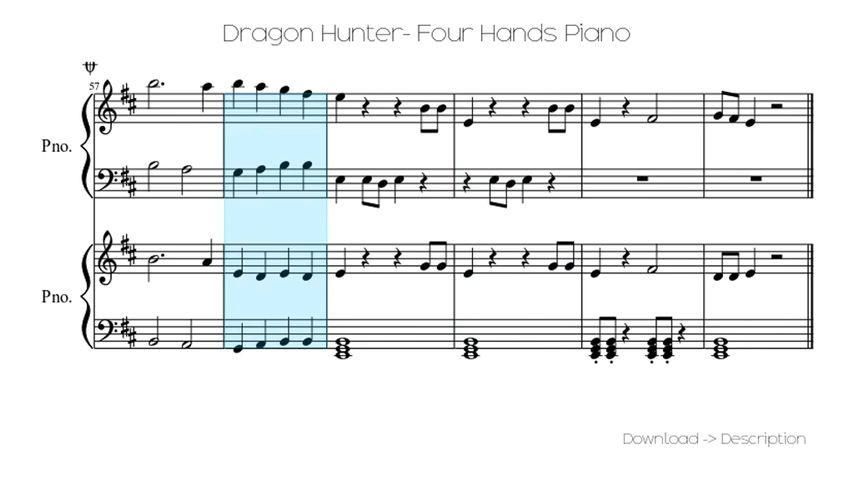 Dragon Hunter- Four Hands Piano
57
Pno.
Pno.
Download -> Description